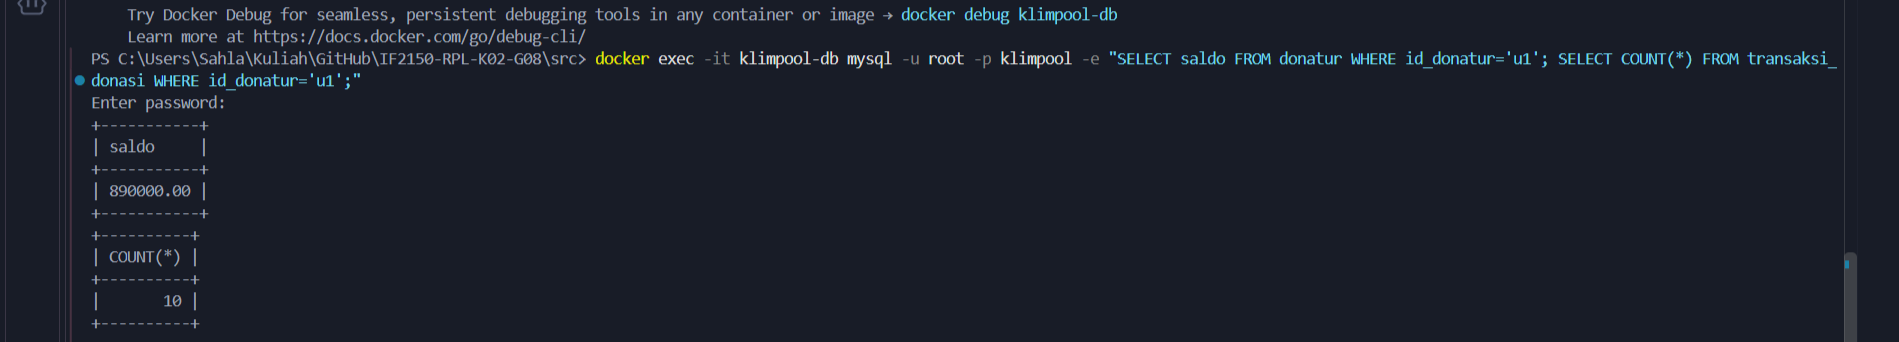 Try Docker Debug for seamless, persistent debugging tools in any container or image → docker debug klimpool-db
Learn more at https://docs.docker.com/go/debug-cli/
PS C:\Users\Sahla\Kuliah\GitHub\IF2150-RPL-K02-G08\src> docker exec -it klimpool-db mysql -u root -p klimpool -e "SELECT saldo FROM donatur WHERE id_donatur='u1'; SELECT COUNT(*) FROM transaksi_
donasi WHERE id_donatur='u1';"
Enter password:
+-----------+
| saldo     |
+-----------+
| 890000.00 |
+-----------+
+----------+
| COUNT(*) |
+----------+
|       10 |
+----------+